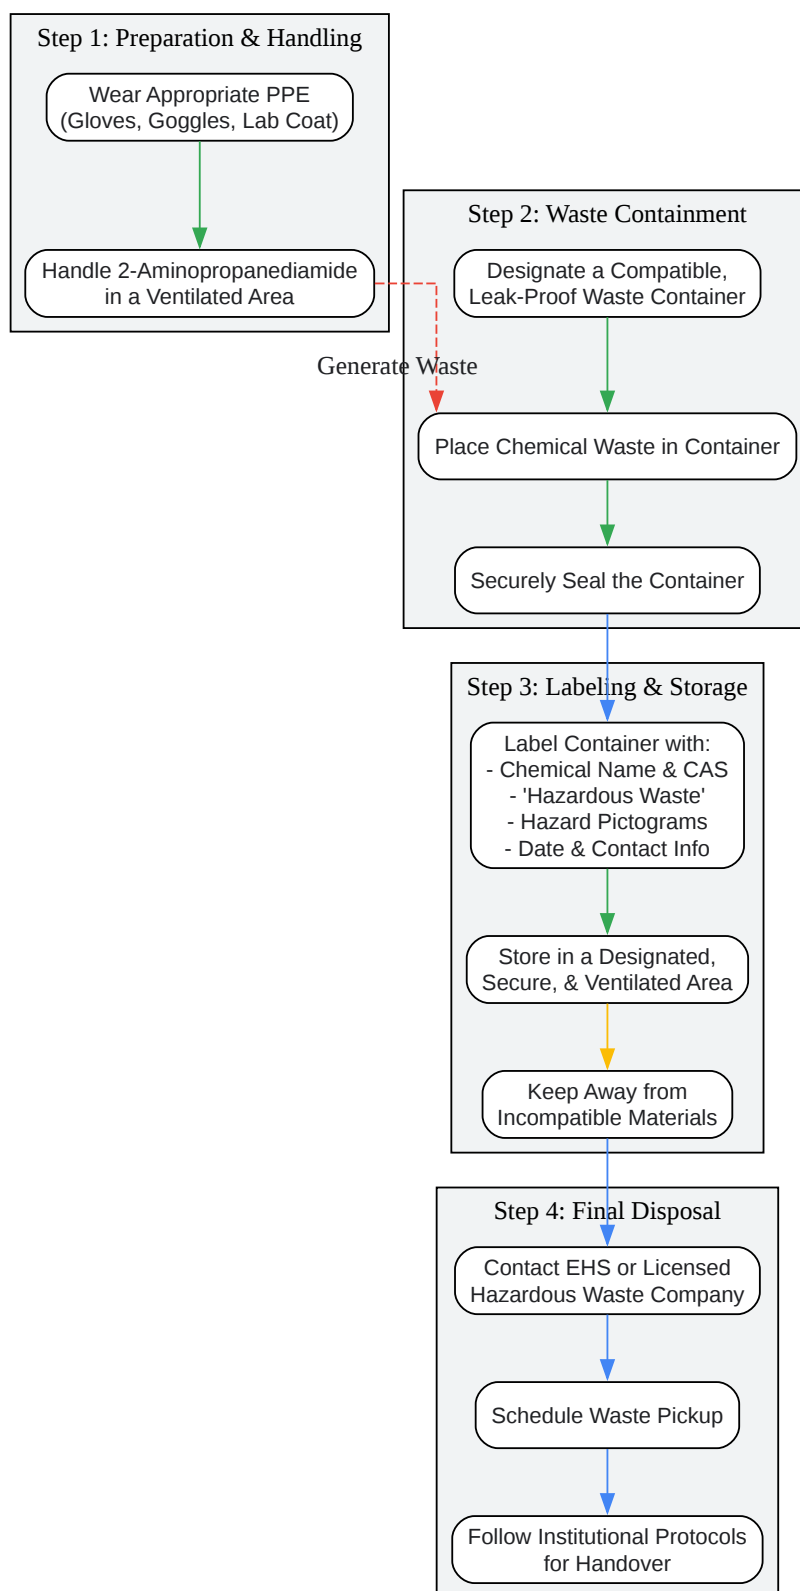 Step 1: Preparation & Handling
Wear Appropriate PPE
(Gloves, Goggles, Lab Coat)
Handle 2-Aminopropanediamide
in a Ventilated Area
Generate Waste
Step 2: Waste Containment
Designate a Compatible,
Leak-Proof Waste Container
Place Chemical Waste in Container
Securely Seal the Container
Step 3: Labeling & Storage
Label Container with:
- Chemical Name & CAS
- 'Hazardous Waste'
- Hazard Pictograms
- Date & Contact Info
Store in a Designated,
Secure, & Ventilated Area
Keep Away from
Incompatible Materials
Step 4: Final Disposal
Contact EHS or Licensed
Hazardous Waste Company
Schedule Waste Pickup
Follow Institutional Protocols
for Handover